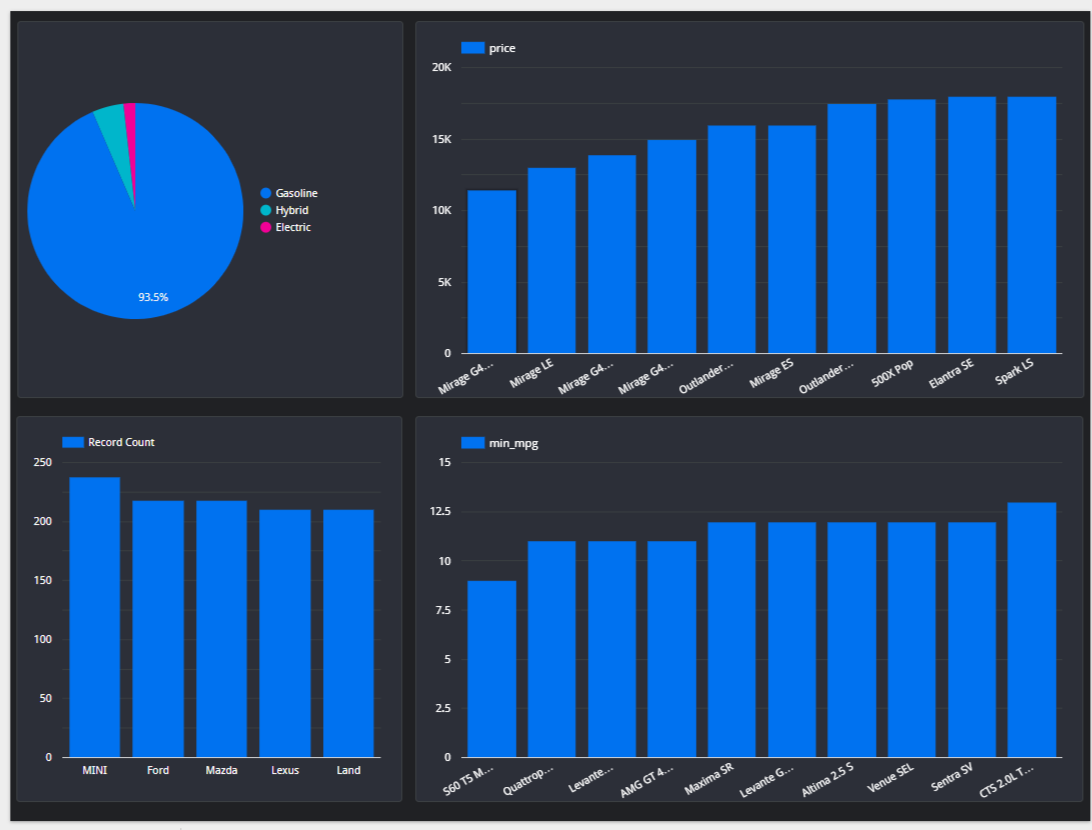 Gasoline
Hybrid
Electric
93.5%
price
20K
15K
10K
5K
0
Mirage G4...
Mirage LE
Mirage G4...
Mirage G4...
Outlander...
Mirage ES
Outlander...
500X Pop
Elantra SE
Spark LS
Record Count
250
200
150
100
50
0
MINI
Ford
Mazda
Lexus
Land
min_mpg
15
12.5
10
7.5
5
2.5
0
S60 T5 M...
Quattrop...
Levante...
AMG GT 4...
Maxima SR
Levante G...
Altima 2.5 S
Venue SEL
Sentra SV
CTS 2.0L T...